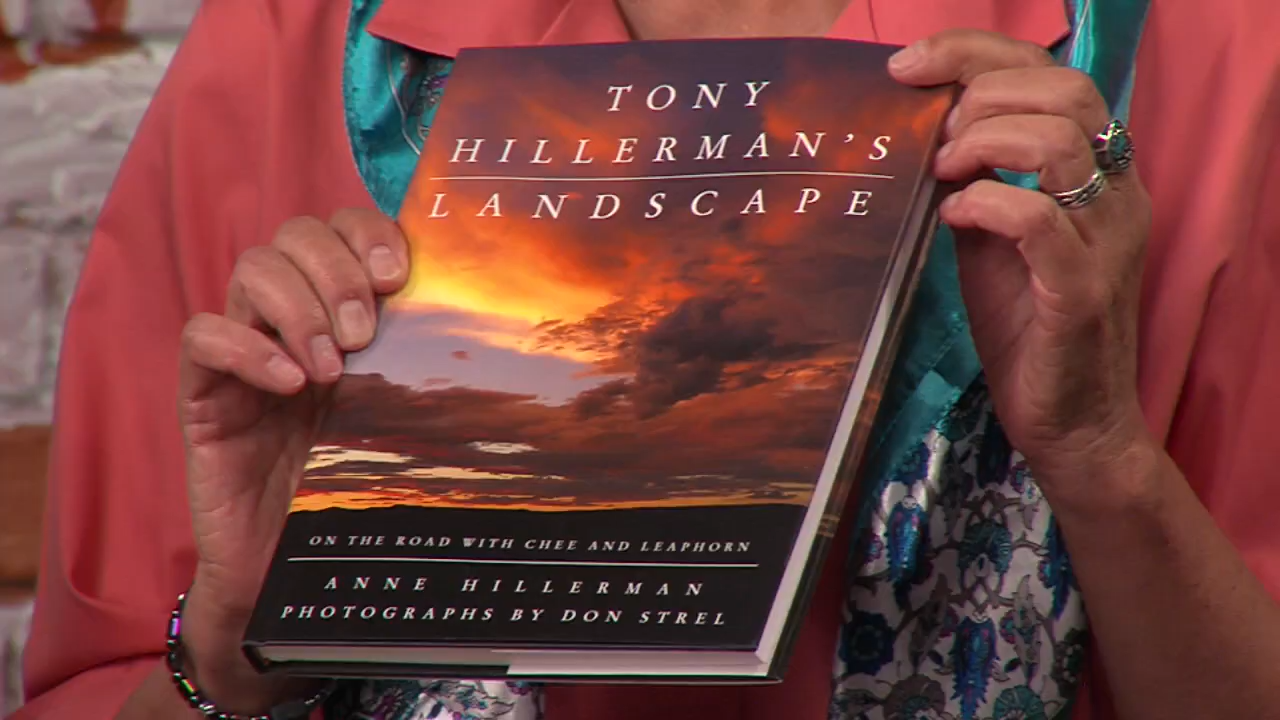 TONY
HILLERMAN'S
LANDSCAPE
ON THE ROAD WITH CHEE AND LEAPHORN
ANNE HILLERMAN
PHOTOGRAPHS BY DON STREL